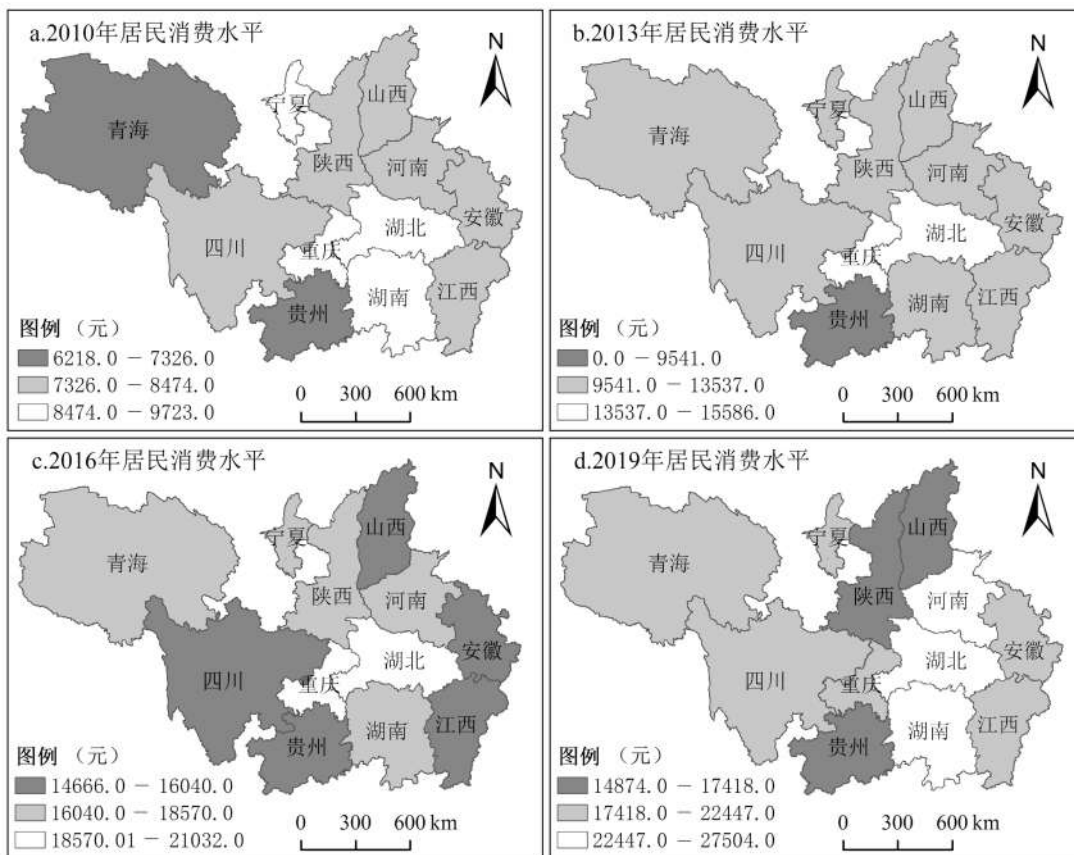 a.2010年居民消费水平
N
青海
宁夏
山西
陕西
河南
四川
重庆
湖北
安徽
贵州
湖南
江西
图例 (元)
6218.0 − 7326.0
7326.0 − 8474.0
8474.0 − 9723.0
0 300 600 km
b.2013年居民消费水平
N
青海
宁夏
山西
陕西
河南
四川
重庆
湖北
安徽
贵州
湖南
江西
图例 (元)
0.0 − 9541.0
9541.0 − 13537.0
13537.0 − 15586.0
0 300 600 km
c.2016年居民消费水平
N
青海
宁夏
山西
陕西
河南
四川
重庆
湖北
安徽
贵州
湖南
江西
图例 (元)
14666.0 − 16040.0
16040.0 − 18570.0
18570.01 − 21032.0
0 300 600 km
d.2019年居民消费水平
N
青海
宁夏
山西
陕西
河南
四川
重庆
湖北
安徽
贵州
湖南
江西
图例 (元)
14874.0 − 17418.0
17418.0 − 22447.0
22447.0 − 27504.0
0 300 600 km